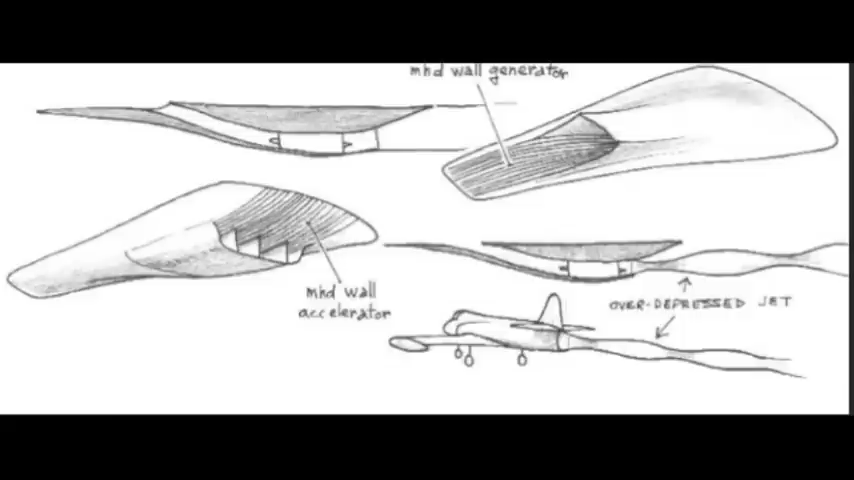 mhd wall generator
mhd wall
accelerator
OVER-DEPRESSED JET